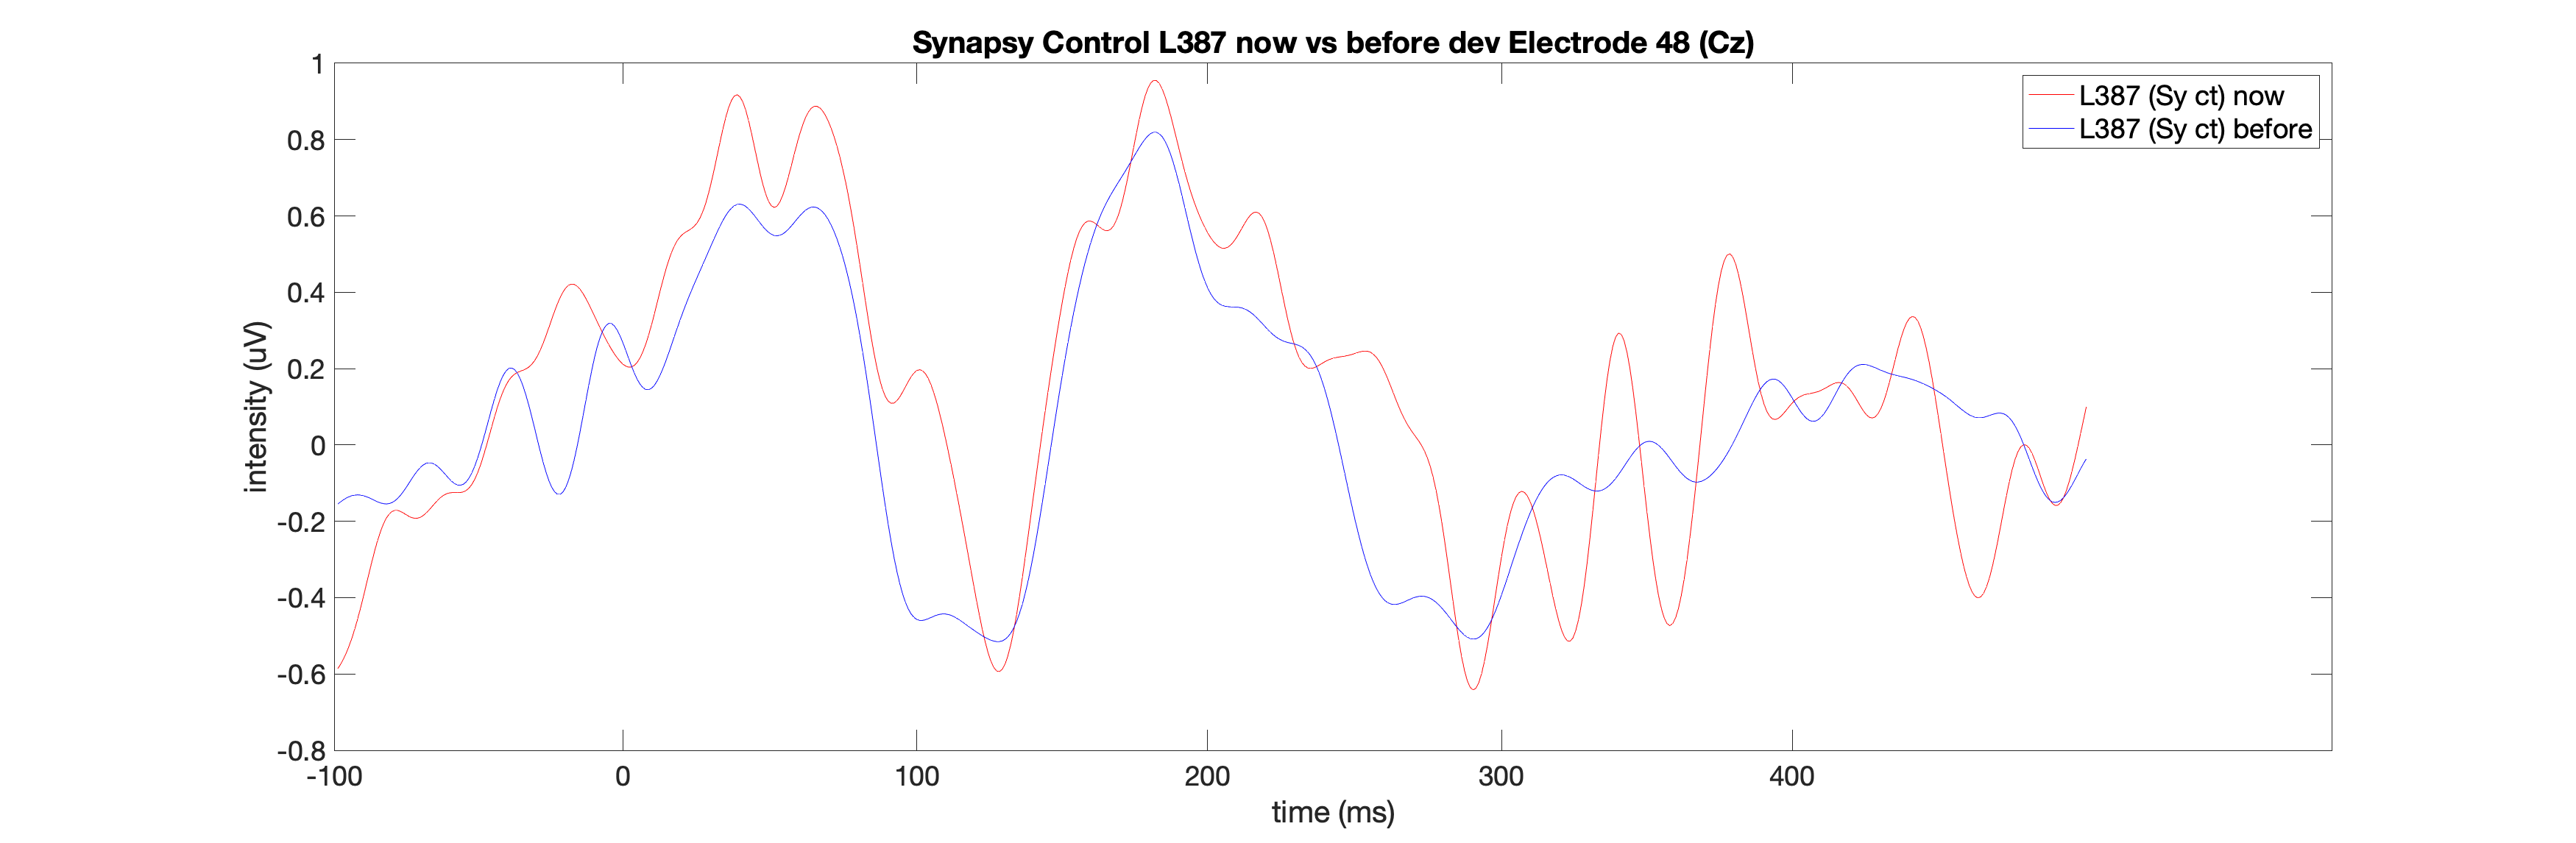 Synapsy Control L387 now vs before dev Electrode 48 (Cz)
L387 (Sy ct) now
L387 (Sy ct) before
intensity (uV)
1
0.8
0.6
0.4
0.2
0
-0.2
-0.4
-0.6
-0.8
-100 0 100 200 300 400
time (ms)